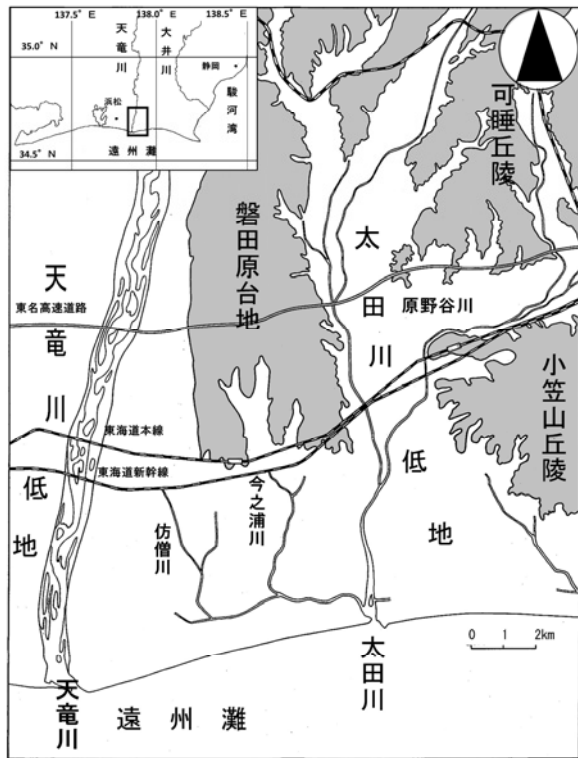 137.5° E
138.0° E
138.5° E
35.0° N
34.5° N
天竜川
大井川
静岡
浜松
駿河湾
遠州灘
可睡丘陵
磐田原台地
太田川低地
天竜川低地
東名高速道路
原野谷川
小笠山丘陵
東海道本線
東海道新幹線
今之浦川
仿僧川
0 1 2km
太田川
天竜川
遠州灘